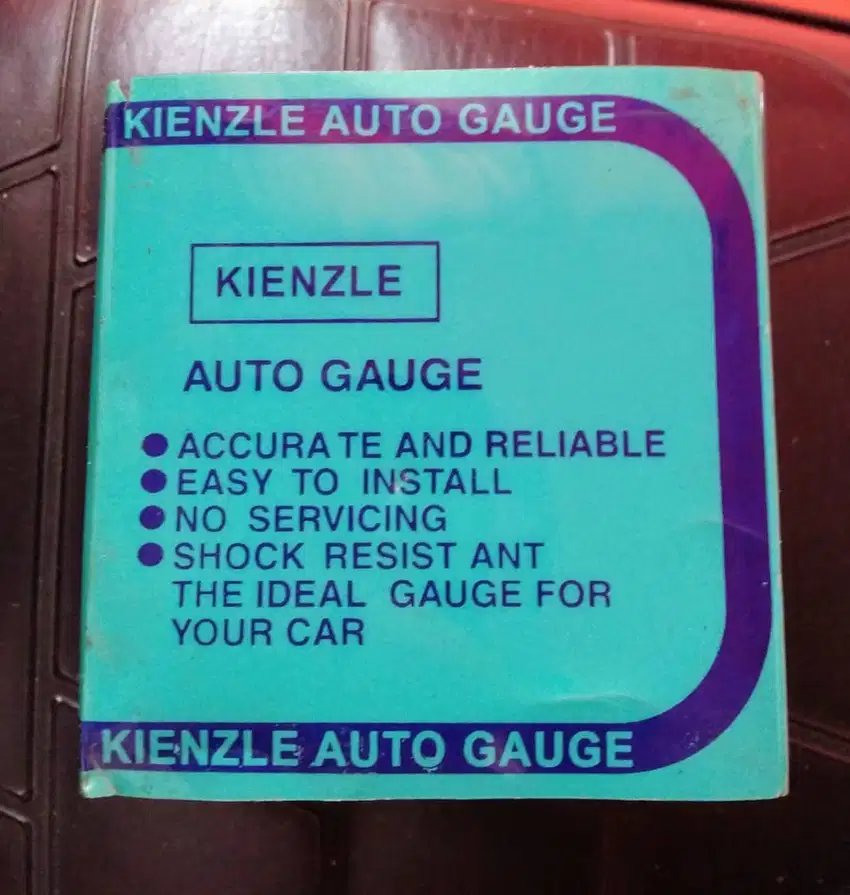 KIENZLE AUTO GAUGE
KIENZLE
AUTO GAUGE
● ACCURA TE AND RELIABLE
● EASY TO INSTALL
● NO SERVICING
● SHOCK RESIST ANT
THE IDEAL GAUGE FOR
YOUR CAR
KIENZLE AUTO GAUGE